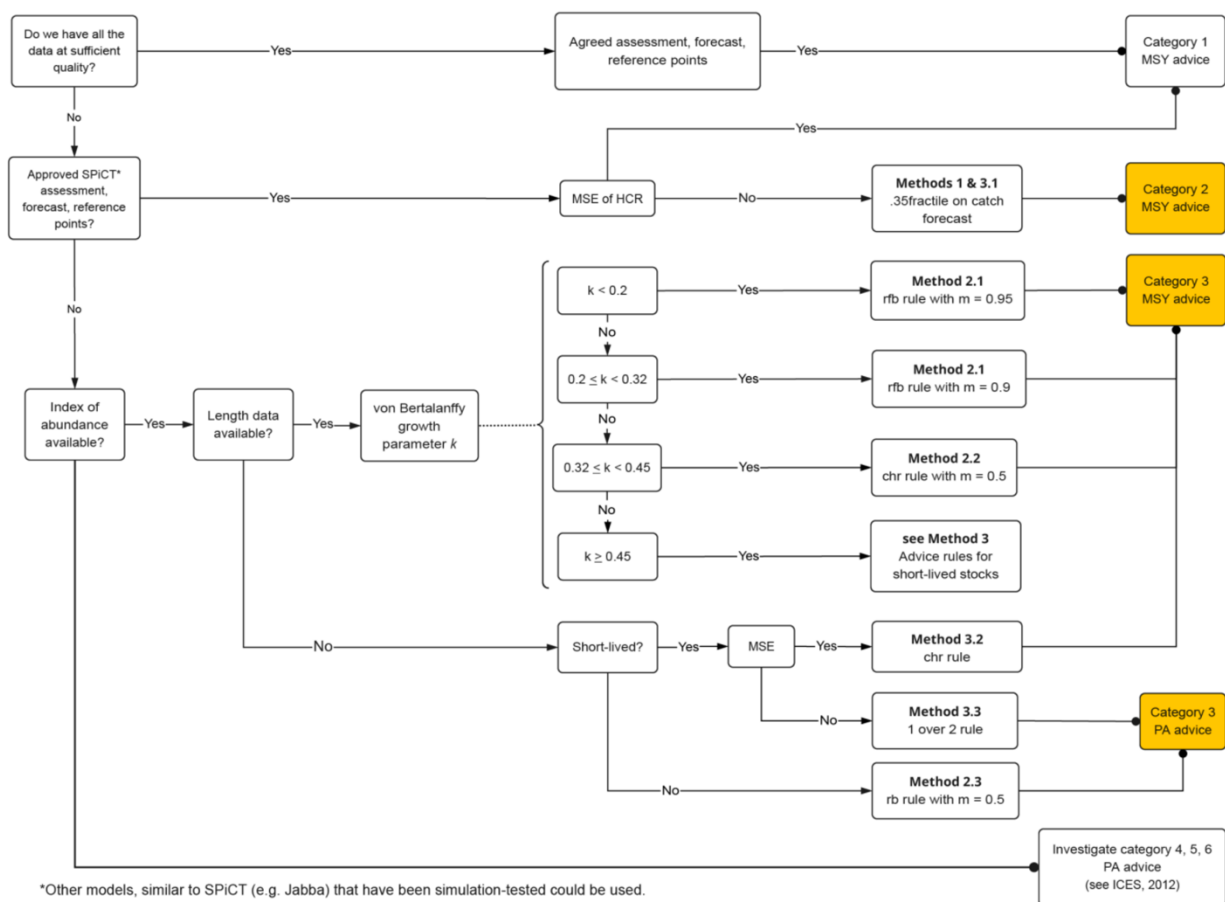 Do we have all the
data at sufficient
quality?
Yes
Agreed assessment, forecast,
reference points
Yes
Category 1
MSY advice
No
Yes
Approved SPiCT*
assessment,
forecast, reference
points?
Yes
MSE of HCR
No
Methods 1 & 3.1
.35fractile on catch
forecast
Category 2
MSY advice
No
k < 0.2
Yes
Method 2.1
rfb rule with m = 0.95
Category 3
MSY advice
No
0.2 ≤ k < 0.32
Yes
Method 2.1
rfb rule with m = 0.9
Index of
abundance
available?
Yes
Length data
available?
Yes
von Bertalanffy
growth
parameter k
No
0.32 ≤ k < 0.45
Yes
Method 2.2
chr rule with m = 0.5
No
k ≥ 0.45
Yes
see Method 3
Advice rules for
short-lived stocks
No
Short-lived?
Yes
MSE
Yes
Method 3.2
chr rule
No
Method 3.3
1 over 2 rule
Category 3
PA advice
No
Method 2.3
rb rule with m = 0.5
Investigate category 4, 5, 6
PA advice
(see ICES, 2012)
*Other models, similar to SPiCT (e.g. Jabba) that have been simulation-tested could be used.